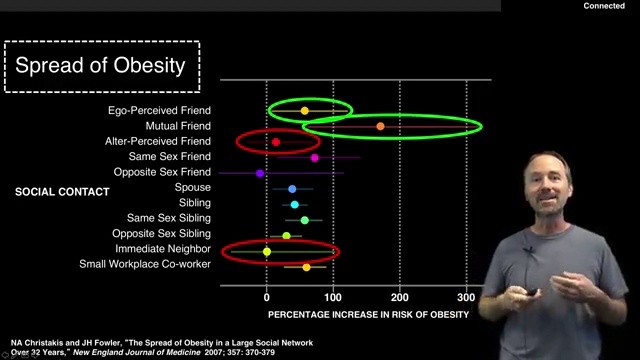 Connected
Spread of Obesity
Ego-Perceived Friend
Mutual Friend
Alter-Perceived Friend
Same Sex Friend
Opposite Sex Friend
SOCIAL CONTACT
Spouse
Sibling
Same Sex Sibling
Opposite Sex Sibling
Immediate Neighbor
Small Workplace Co-worker
0 100 200 300
PERCENTAGE INCREASE IN RISK OF OBESITY
NA Christakis and JH Fowler, "The Spread of Obesity in a Large Social Network
Over 32 Years," New England Journal of Medicine 2007; 357: 370-379